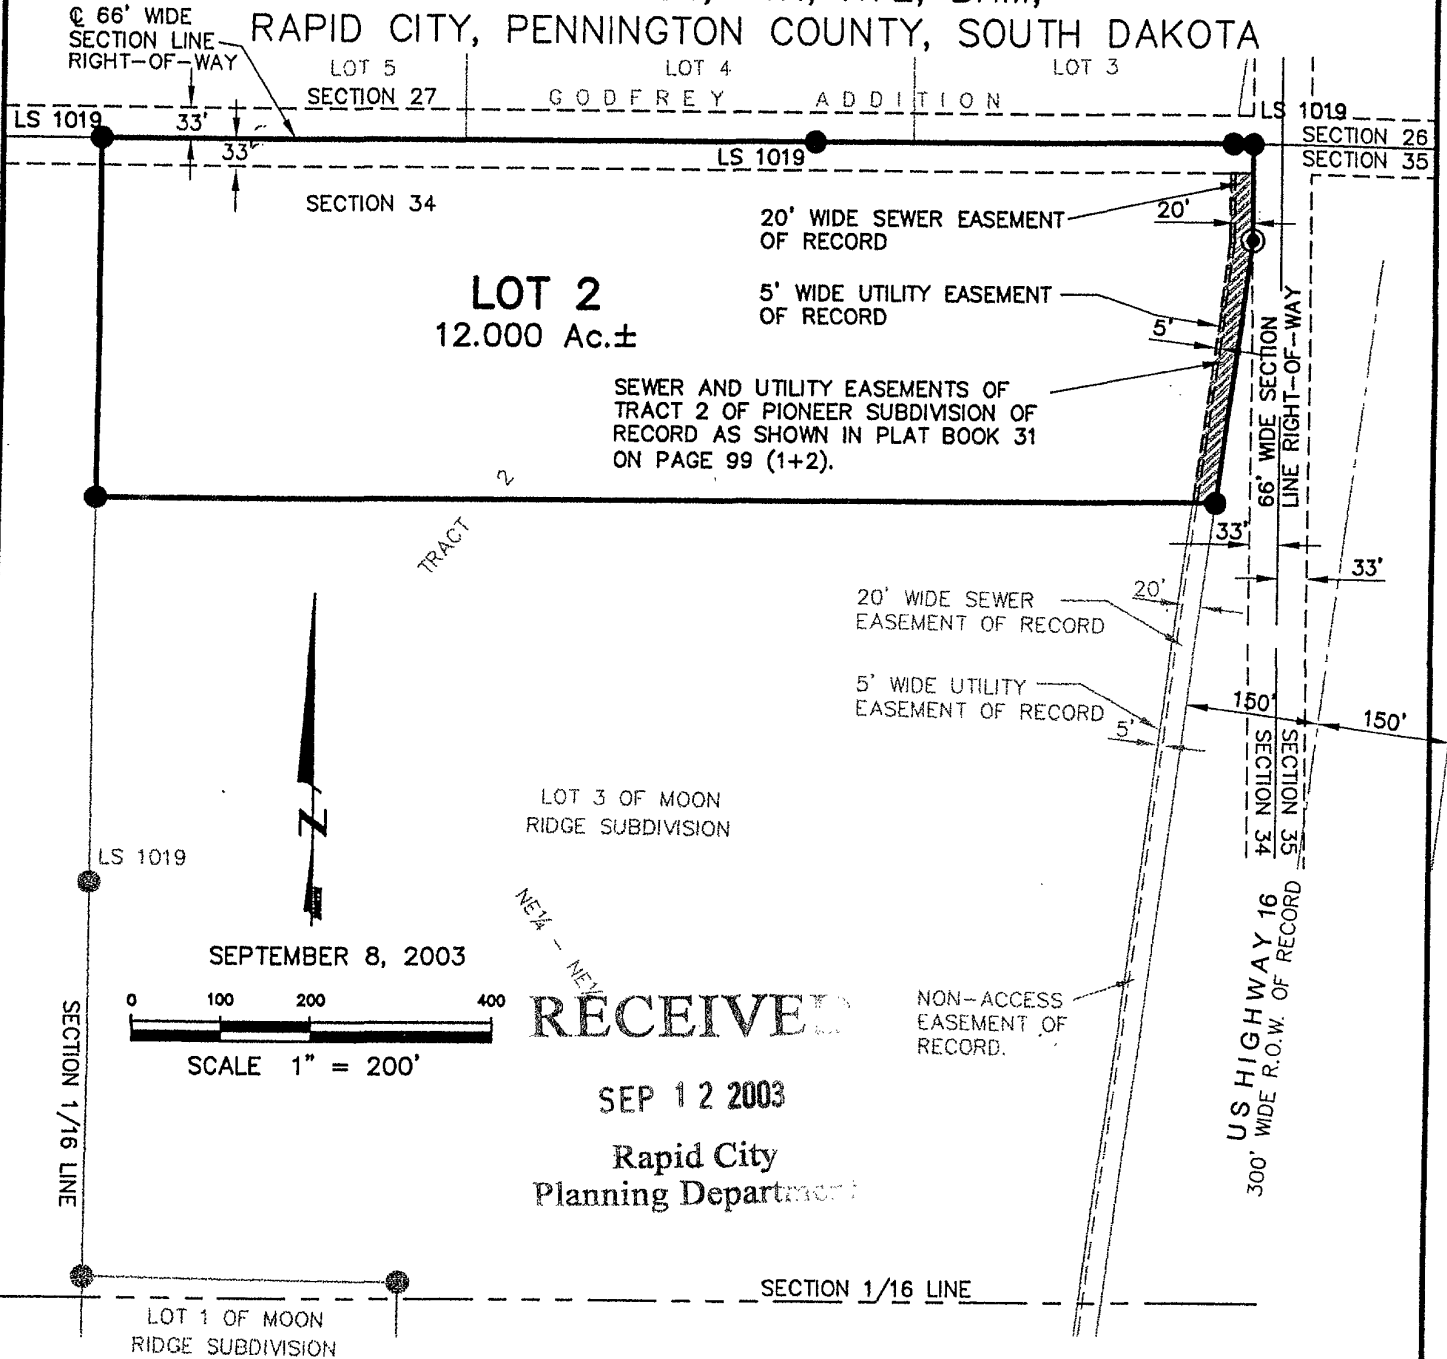 RAPID CITY, PENNINGTON COUNTY, SOUTH DAKOTA
℄ 66' WIDE
SECTION LINE
RIGHT-OF-WAY
LOT 5
LOT 4
LOT 3
SECTION 27
GODFREY ADDITION
LS 1019
33'
33'
LS 1019
LS 1019
SECTION 26
SECTION 35
SECTION 34
20' WIDE SEWER EASEMENT
OF RECORD
20'
LOT 2
12.000 Ac.±
5' WIDE UTILITY EASEMENT
OF RECORD
5'
SEWER AND UTILITY EASEMENTS OF
TRACT 2 OF PIONEER SUBDIVISION OF
RECORD AS SHOWN IN PLAT BOOK 31
ON PAGE 99 (1+2).
66' WIDE SECTION
LINE RIGHT-OF-WAY
TRACT 2
33'
33'
20' WIDE SEWER
EASEMENT OF RECORD
20'
5' WIDE UTILITY
EASEMENT OF RECORD
5'
150'
150'
SECTION 34
SECTION 35
LOT 3 OF MOON
RIDGE SUBDIVISION
N
LS 1019
NE¼ - NE¼
SEPTEMBER 8, 2003
0 100 200 400
SCALE 1" = 200'
RECEIVED
SEP 12 2003
Rapid City
Planning Department
NON-ACCESS
EASEMENT OF
RECORD.
US HIGHWAY 16
300' WIDE R.O.W. OF RECORD
SECTION 1/16 LINE
SECTION 1/16 LINE
LOT 1 OF MOON
RIDGE SUBDIVISION